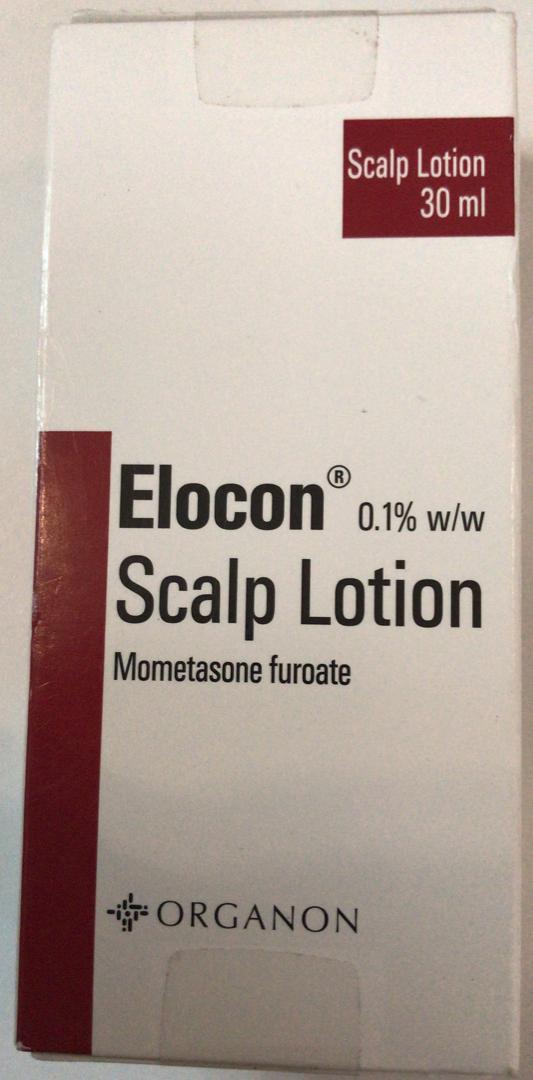 Scalp Lotion
30 ml
Elocon® 0.1% w/w
Scalp Lotion
Mometasone furoate
ORGANON